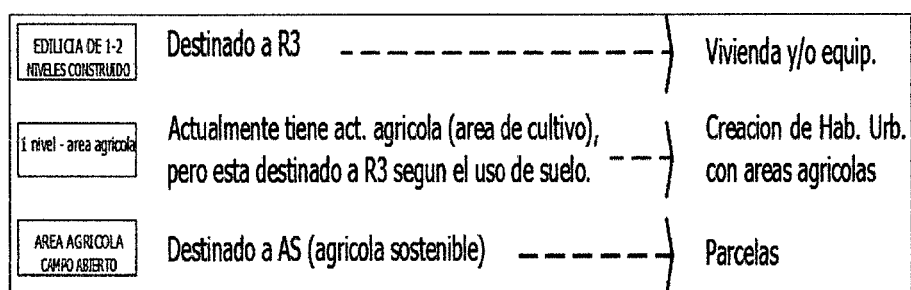 EDILICIA DE 1-2
NIVELES CONSTRUIDO
Destinado a R3
Vivienda y/o equip.
1 nivel - area agricola
Actualmente tiene act. agricola (area de cultivo),
pero esta destinado a R3 segun el uso de suelo.
Creacion de Hab. Urb.
con areas agricolas
AREA AGRICOLA
CAMPO ABIERTO
Destinado a AS (agricola sostenible)
Parcelas